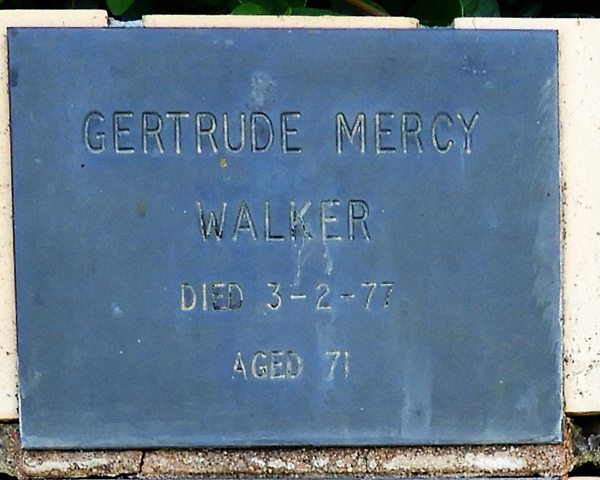 GERTRUDE MERCY
WALKER
DIED 3-2-77
AGED 71